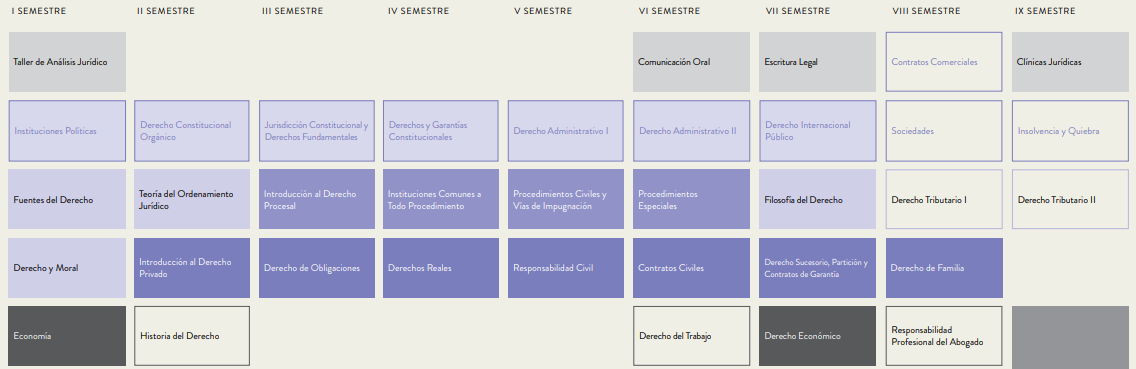 I SEMESTRE
II SEMESTRE
III SEMESTRE
IV SEMESTRE
V SEMESTRE
VI SEMESTRE
VII SEMESTRE
VIII SEMESTRE
IX SEMESTRE
Taller de Análisis Jurídico
Comunicación Oral
Escritura Legal
Contratos Comerciales
Clínicas Jurídicas
Instituciones Políticas
Derecho Constitucional
Orgánico
Jurisdicción Constitucional y
Derechos Fundamentales
Derechos y Garantías
Constitucionales
Derecho Administrativo I
Derecho Administrativo II
Derecho Internacional
Público
Sociedades
Insolvencia y Quiebra
Fuentes del Derecho
Teoría del Ordenamiento
Jurídico
Introducción al Derecho
Procesal
Instituciones Comunes a
Todo Procedimiento
Procedimientos Civiles y
Vías de Impugnación
Procedimientos
Especiales
Filosofía del Derecho
Derecho Tributario I
Derecho Tributario II
Derecho y Moral
Introducción al Derecho
Privado
Derecho de Obligaciones
Derechos Reales
Responsabilidad Civil
Contratos Civiles
Derecho Sucesorio, Partición y
Contratos de Garantía
Derecho de Familia
Economía
Historia del Derecho
Derecho del Trabajo
Derecho Económico
Responsabilidad
Profesional del Abogado